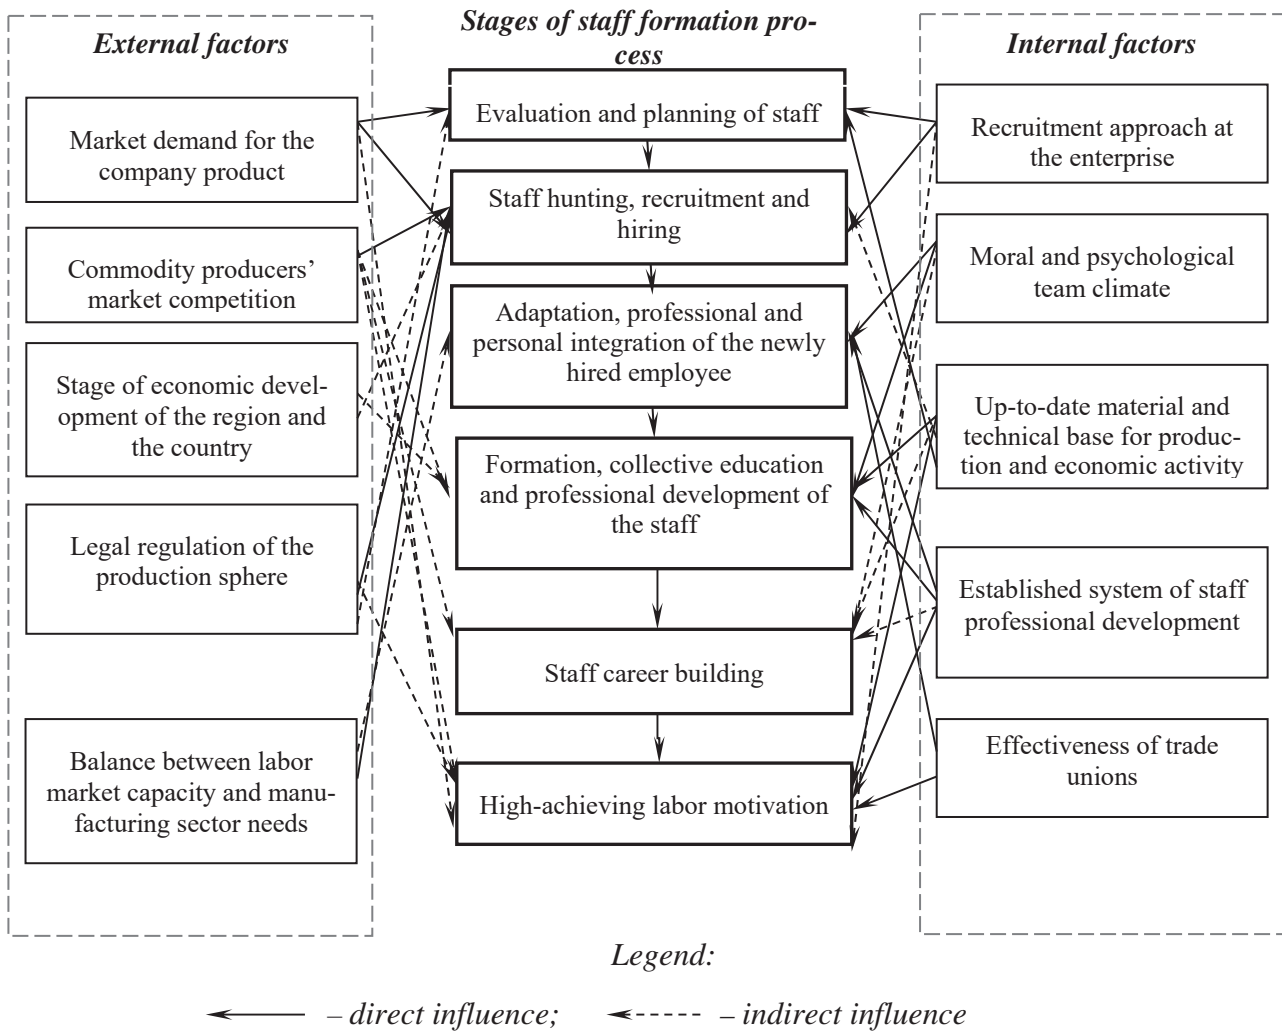 External factors
Market demand for the
company product
Commodity producers’
market competition
Stage of economic devel-
opment of the region and
the country
Legal regulation of the
production sphere
Balance between labor
market capacity and manu-
facturing sector needs
Stages of staff formation pro-
cess
Evaluation and planning of staff
Staff hunting, recruitment and
hiring
Adaptation, professional and
personal integration of the newly
hired employee
Formation, collective education
and professional development of
the staff
Staff career building
High-achieving labor motivation
Internal factors
Recruitment approach at
the enterprise
Moral and psychological
team climate
Up-to-date material and
technical base for produc-
tion and economic activity
Established system of staff
professional development
Effectiveness of trade
unions
Legend:
– direct influence;
– indirect influence